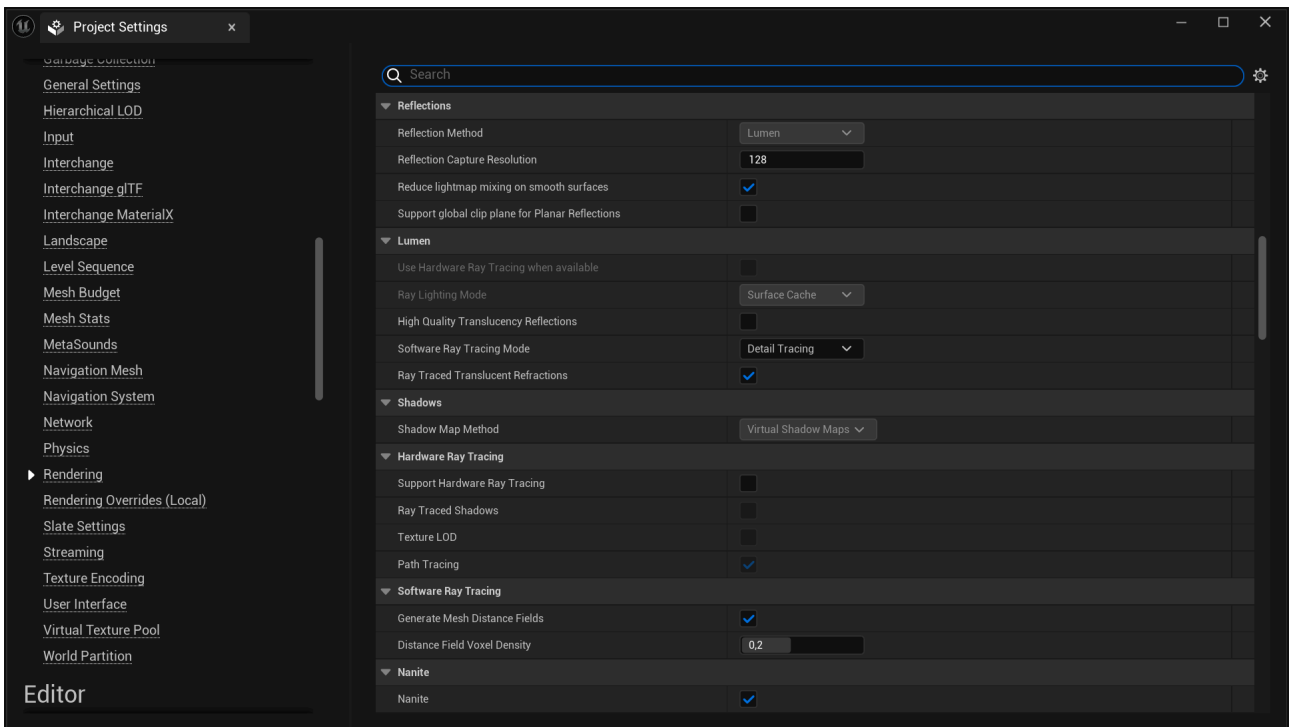 Project Settings
Garbage Collection
General Settings
Hierarchical LOD
Input
Interchange
Interchange glTF
Interchange MaterialX
Landscape
Level Sequence
Mesh Budget
Mesh Stats
MetaSounds
Navigation Mesh
Navigation System
Network
Physics
Rendering
Rendering Overrides (Local)
Slate Settings
Streaming
Texture Encoding
User Interface
Virtual Texture Pool
World Partition
Editor
Search
Reflections
Reflection Method Lumen
Reflection Capture Resolution 128
Reduce lightmap mixing on smooth surfaces
Support global clip plane for Planar Reflections
Lumen
Use Hardware Ray Tracing when available
Ray Lighting Mode Surface Cache
High Quality Translucency Reflections
Software Ray Tracing Mode Detail Tracing
Ray Traced Translucent Refractions
Shadows
Shadow Map Method Virtual Shadow Maps
Hardware Ray Tracing
Support Hardware Ray Tracing
Ray Traced Shadows
Texture LOD
Path Tracing
Software Ray Tracing
Generate Mesh Distance Fields
Distance Field Voxel Density 0,2
Nanite
Nanite